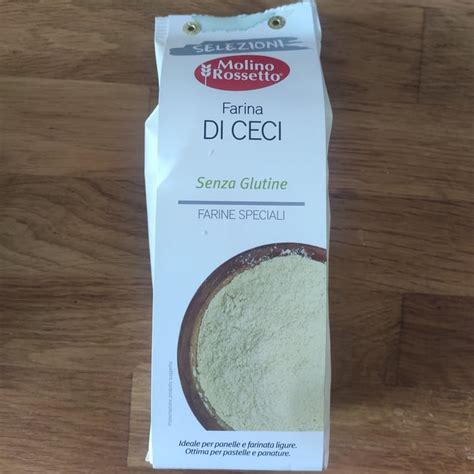 SELEZIONI
Molino
Rossetto®
Farina
DI CECI
Senza Glutine
FARINE SPECIALI
Ideale per panelle e farinata ligure.
Ottima per pastelle e panature.